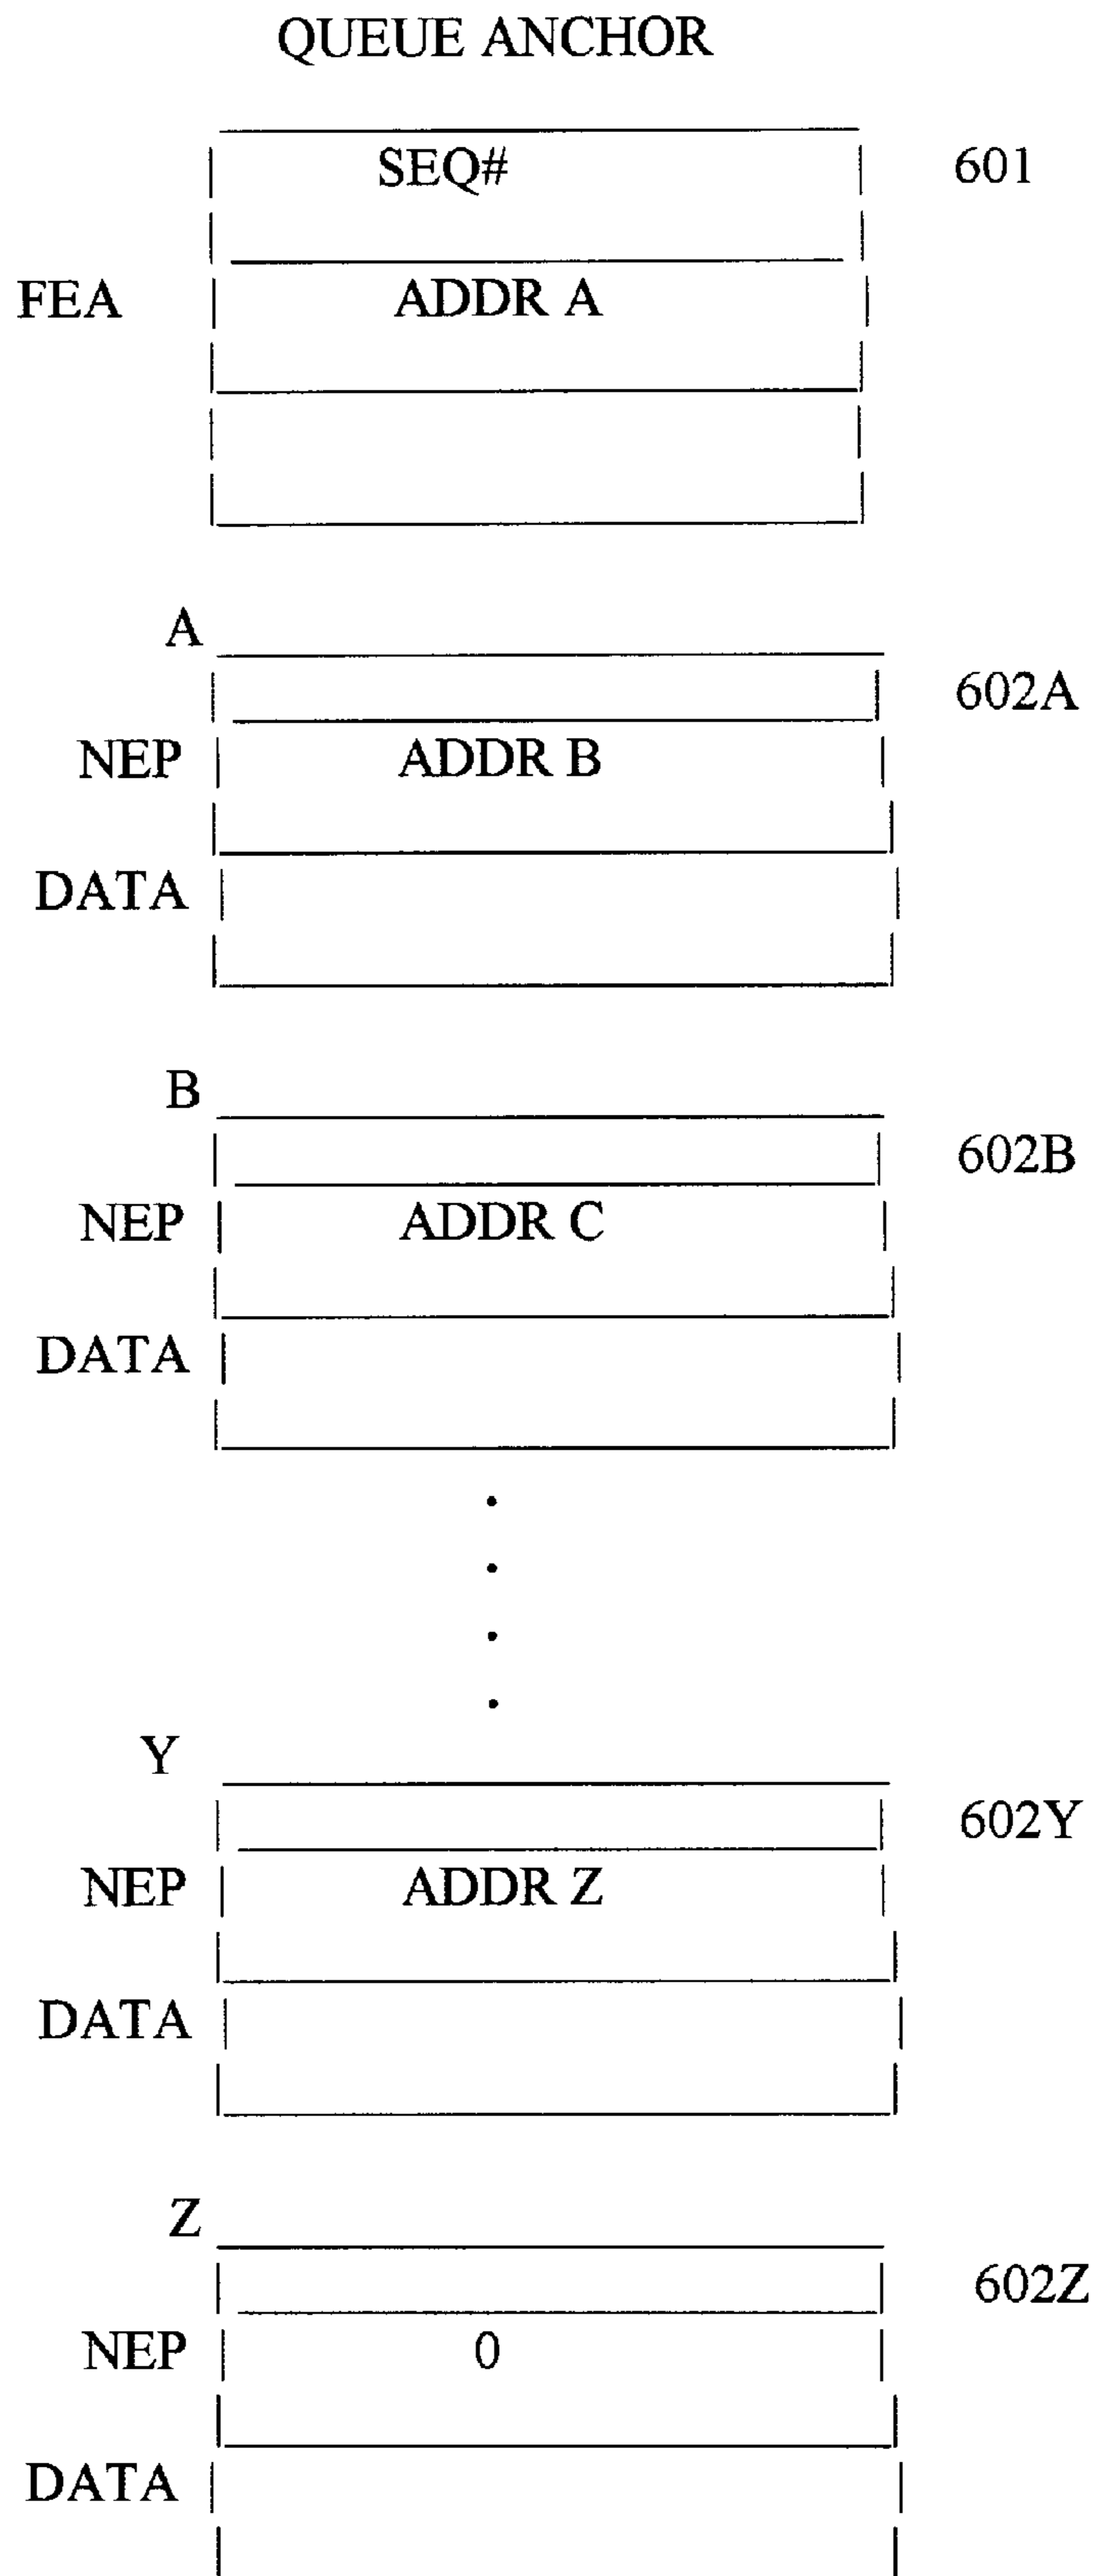 QUEUE ANCHOR
SEQ# 601
FEA ADDR A
A
602A
NEP ADDR B
DATA
B
602B
NEP ADDR C
DATA
Y
602Y
NEP ADDR Z
DATA
Z
602Z
NEP 0
DATA